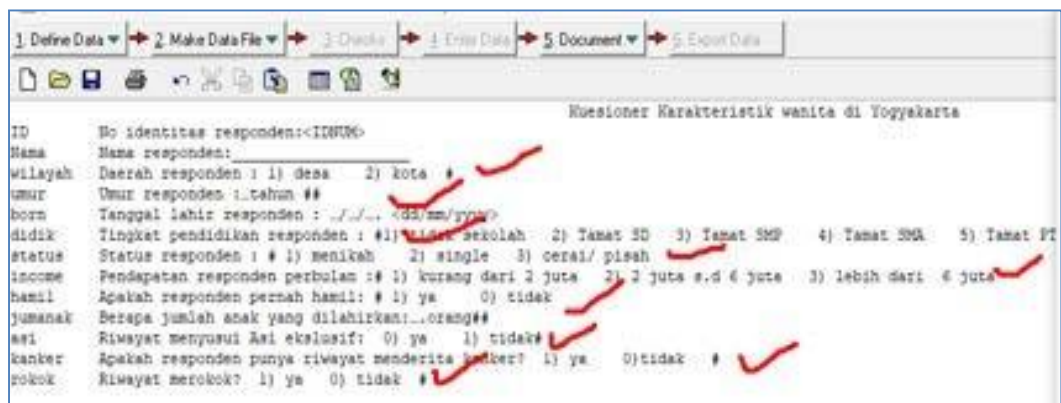 1. Define Data 2. Make Data File 3. Checks 4. Enter Data 5. Document 6. Export Data
Kuesioner Karakteristik wanita di Yogyakarta
ID No identitas responden:<IDNUM>
Nama Nama responden:____________________
wilayah Daerah responden : 1) desa 2) kota #
umur Umur responden :..tahun ##
born Tanggal lahir responden : ../../.. <dd/mm/yyyy>
didik Tingkat pendidikan responden : #1) tidak sekolah 2) Tamat SD 3) Tamat SMP 4) Tamat SMA 5) Tamat PT
status Status responden : # 1) menikah 2) single 3) cerai/ pisah
income Pendapatan responden perbulan :# 1) kurang dari 2 juta 2) 2 juta s.d 6 juta 3) lebih dari 6 juta
hamil Apakah responden pernah hamil: # 1) ya 0) tidak
jumanak Berapa jumlah anak yang dilahirkan:..orang##
asi Riwayat menyusui Asi ekslusif: 0) ya 1) tidak#
kanker Apakah responden punya riwayat menderita kanker? 1) ya 0)tidak #
rokok Riwayat merokok? 1) ya 0) tidak #